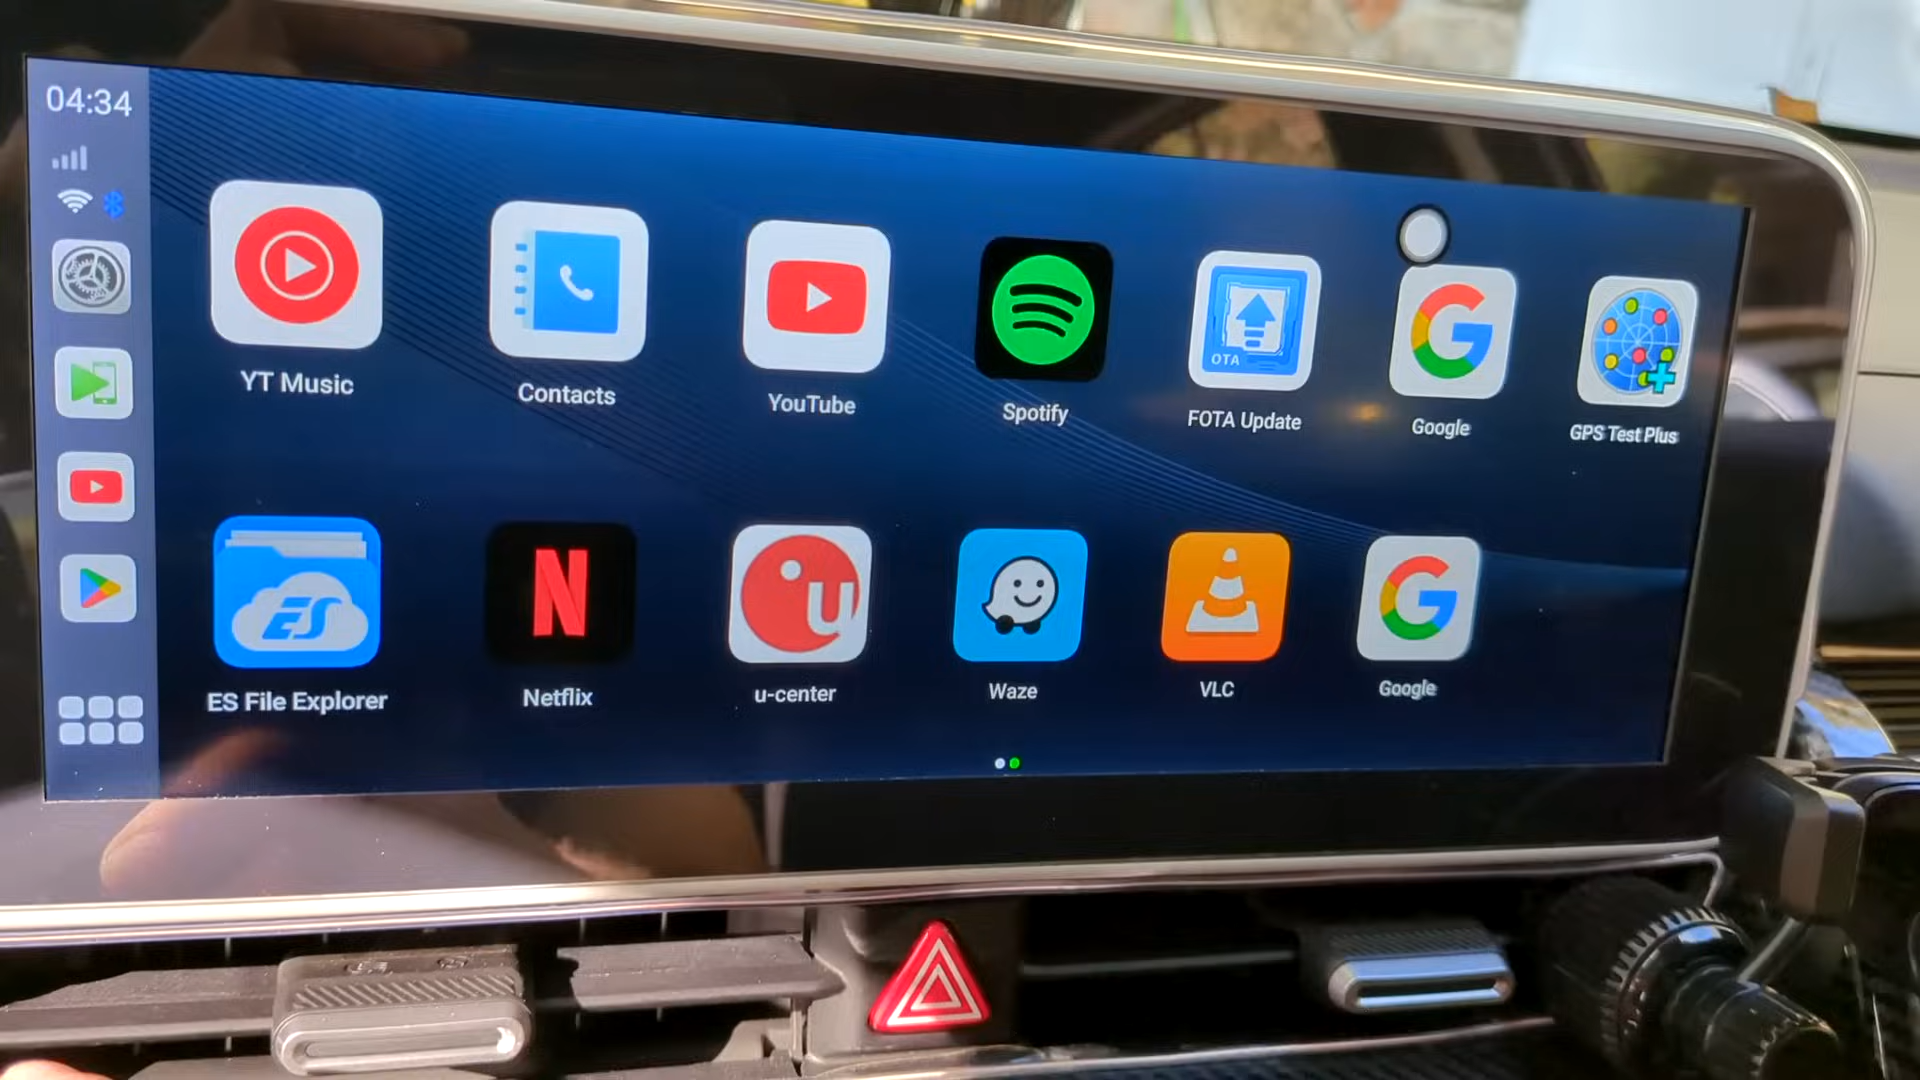 04:34
YT Music
Contacts
YouTube
Spotify
OTA
FOTA Update
Google
GPS Test Plus
ES
ES File Explorer
N
Netflix
u
u-center
Waze
VLC
G
Google